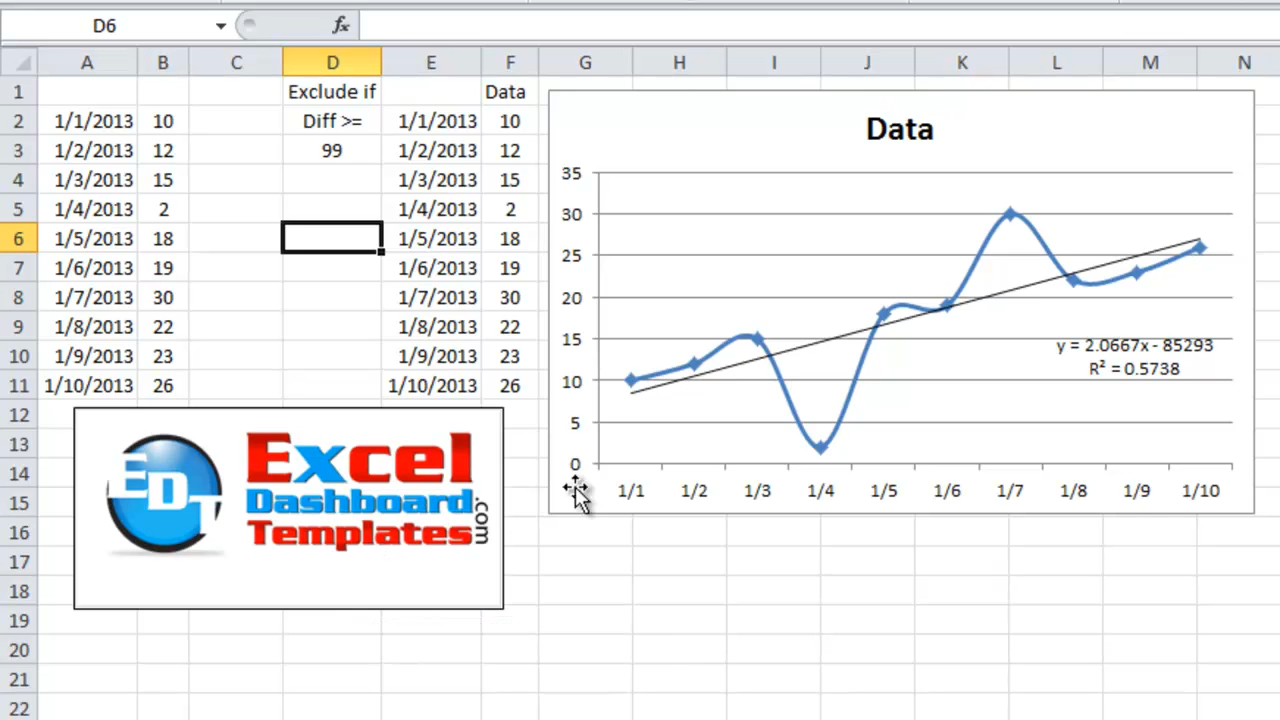 D6 fx
A B C D E F G H I J K L M N
1 Exclude if Data
2 1/1/2013 10 Diff >= 1/1/2013 10
3 1/2/2013 12 99 1/2/2013 12
4 1/3/2013 15 1/3/2013 15
5 1/4/2013 2 1/4/2013 2
6 1/5/2013 18 1/5/2013 18
7 1/6/2013 19 1/6/2013 19
8 1/7/2013 30 1/7/2013 30
9 1/8/2013 22 1/8/2013 22
10 1/9/2013 23 1/9/2013 23
11 1/10/2013 26 1/10/2013 26
12
13
14
15
16
17
18
19
20
21
22
Data
35
30
25
20
15
10
5
0
y = 2.0667x - 85293
R² = 0.5738
1/1 1/2 1/3 1/4 1/5 1/6 1/7 1/8 1/9 1/10
EDT
Excel
Dashboard
Templates
.com